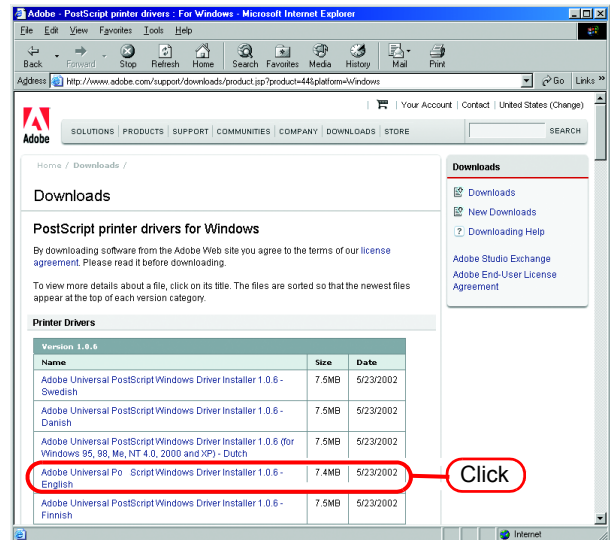 Adobe - PostScript printer drivers : For Windows - Microsoft Internet Explorer
File Edit View Favorites Tools Help
Back Forward Stop Refresh Home Search Favorites Media History Mail Print
Address http://www.adobe.com/support/downloads/product.jsp?product=44&platform=Windows Go Links »
Your Account | Contact | United States (Change)
Adobe
SOLUTIONS PRODUCTS SUPPORT COMMUNITIES COMPANY DOWNLOADS STORE SEARCH
Home / Downloads /
Downloads
PostScript printer drivers for Windows
By downloading software from the Adobe Web site you agree to the terms of our license
agreement. Please read it before downloading.
To view more details about a file, click on its title. The files are sorted so that the newest files
appear at the top of each version category.
Printer Drivers
Version 1.0.6
Name Size Date
Adobe Universal PostScript Windows Driver Installer 1.0.6 - 7.5MB 5/23/2002
Swedish
Adobe Universal PostScript Windows Driver Installer 1.0.6 - 7.5MB 5/23/2002
Danish
Adobe Universal PostScript Windows Driver Installer 1.0.6 (for 7.5MB 5/23/2002
Windows 95, 98, Me, NT 4.0, 2000 and XP) - Dutch
Adobe Universal Po Script Windows Driver Installer 1.0.6 - 7.4MB 5/23/2002
English
Adobe Universal PostScript Windows Driver Installer 1.0.6 - 7.5MB 5/23/2002
Finnish
Click
Downloads
Downloads
New Downloads
Downloading Help
Adobe Studio Exchange
Adobe End-User License
Agreement
Internet